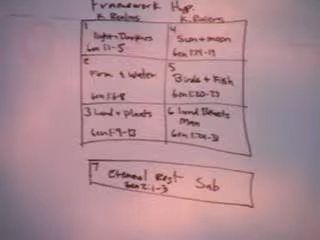 Framework Hyp.
K. Realms K. Rulers
1 4
Light + Darkness Sun + moon
Gen 1:1-5 Gen 1:14-19
2 5
Firm + Water Birds + Fish
Gen 1:6-8 Gen 1:20-23
3 Land + plants 6 Land Beasts
Man
Gen 1:9-13 Gen 1:24-31
7
Eternal Rest Sab
Gen 2:1-3